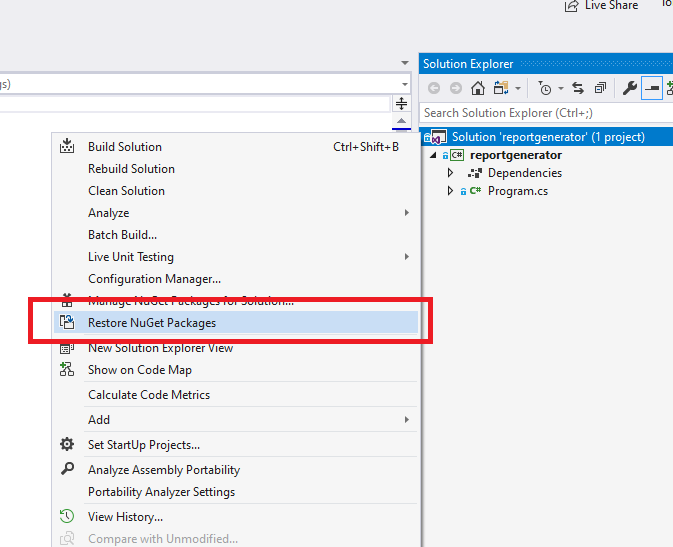 Live Share
Solution Explorer
gs)
Search Solution Explorer (Ctrl+;)
Solution 'reportgenerator' (1 project)
C# reportgenerator
Dependencies
C# Program.cs
Build Solution Ctrl+Shift+B
Rebuild Solution
Clean Solution
Analyze
Batch Build...
Live Unit Testing
Configuration Manager...
Manage NuGet Packages for Solution...
Restore NuGet Packages
New Solution Explorer View
Show on Code Map
Calculate Code Metrics
Add
Set StartUp Projects...
Analyze Assembly Portability
Portability Analyzer Settings
View History...
Compare with Unmodified...